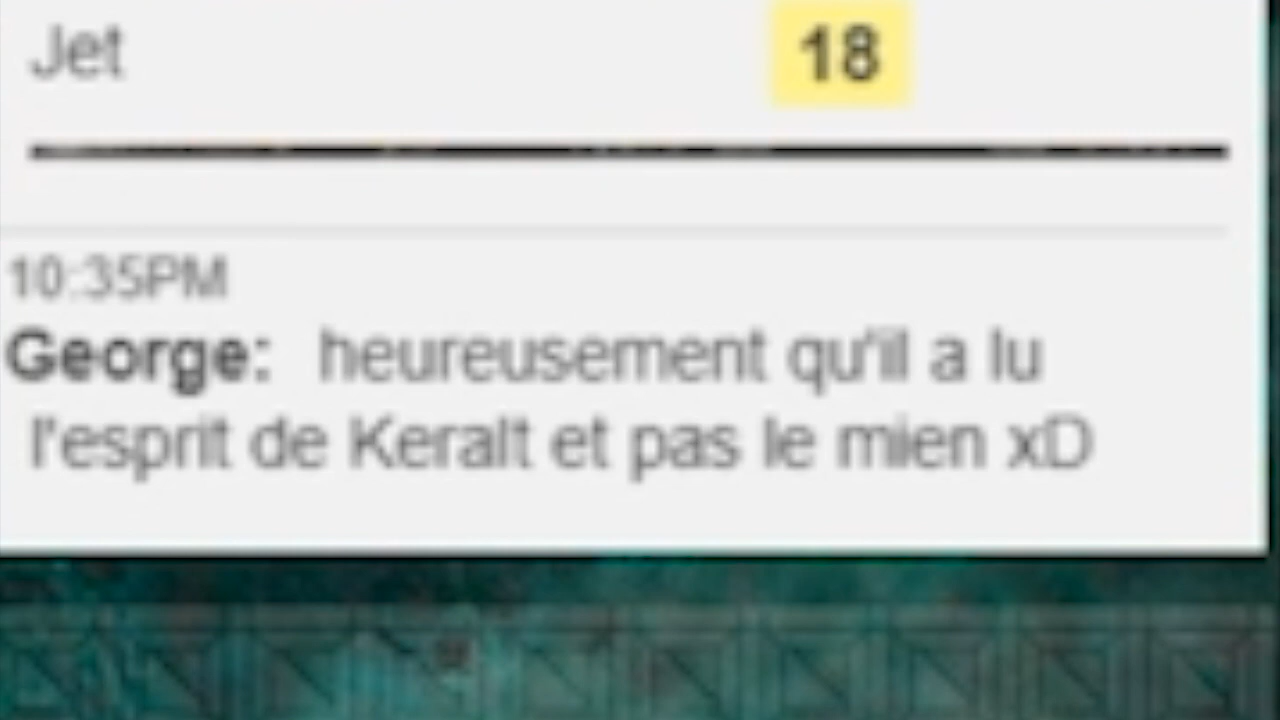 Jet 18
10:35PM
George: heureusement qu'il a lu
l'esprit de Keralt et pas le mien xD